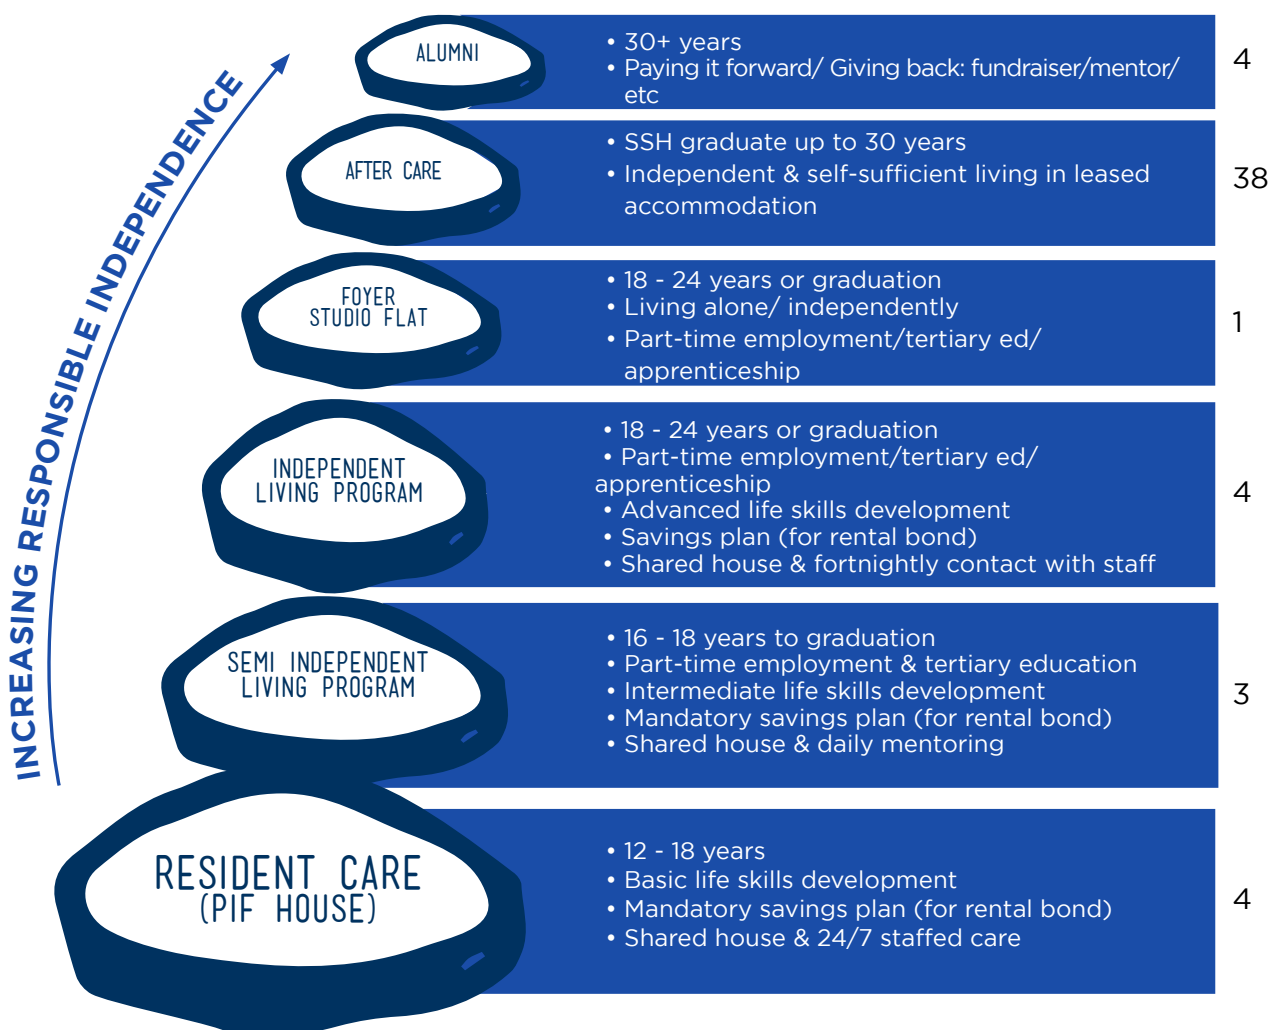 INCREASING RESPONSIBLE INDEPENDENCE
ALUMNI
• 30+ years
• Paying it forward/ Giving back: fundraiser/mentor/
etc
4
AFTER CARE
• SSH graduate up to 30 years
• Independent & self-sufficient living in leased
accommodation
38
FOYER
STUDIO FLAT
• 18 - 24 years or graduation
• Living alone/ independently
• Part-time employment/tertiary ed/
apprenticeship
1
INDEPENDENT
LIVING PROGRAM
• 18 - 24 years or graduation
• Part-time employment/tertiary ed/
apprenticeship
• Advanced life skills development
• Savings plan (for rental bond)
• Shared house & fortnightly contact with staff
4
SEMI INDEPENDENT
LIVING PROGRAM
• 16 - 18 years to graduation
• Part-time employment & tertiary education
• Intermediate life skills development
• Mandatory savings plan (for rental bond)
• Shared house & daily mentoring
3
RESIDENT CARE
(PIF HOUSE)
• 12 - 18 years
• Basic life skills development
• Mandatory savings plan (for rental bond)
• Shared house & 24/7 staffed care
4